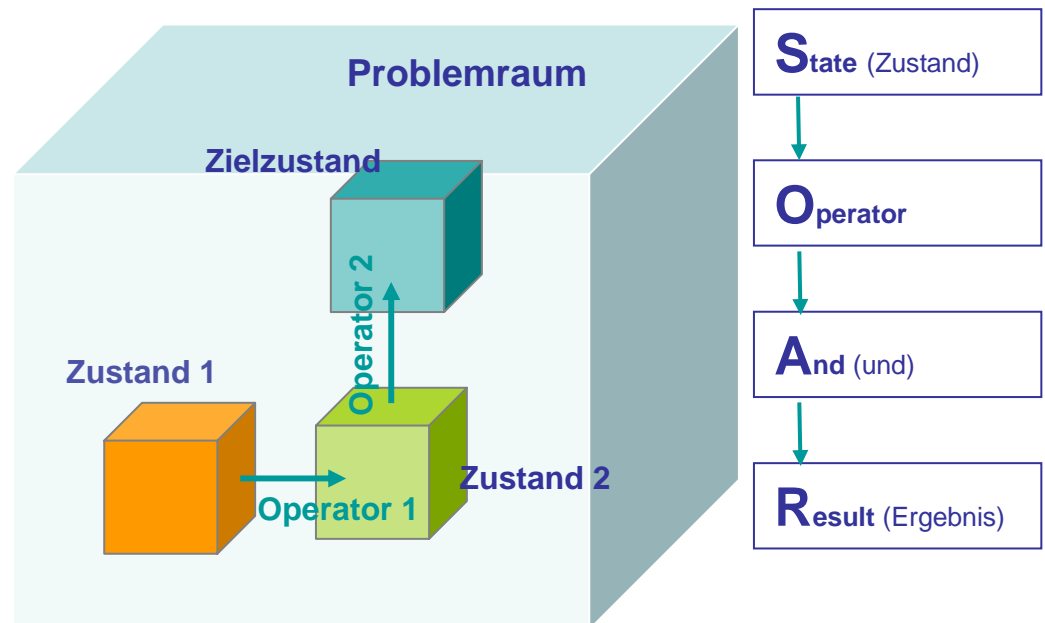 Problemraum
Zielzustand
Operator 2
Zustand 1
Zustand 2
Operator 1
State (Zustand)
Operator
And (und)
Result (Ergebnis)